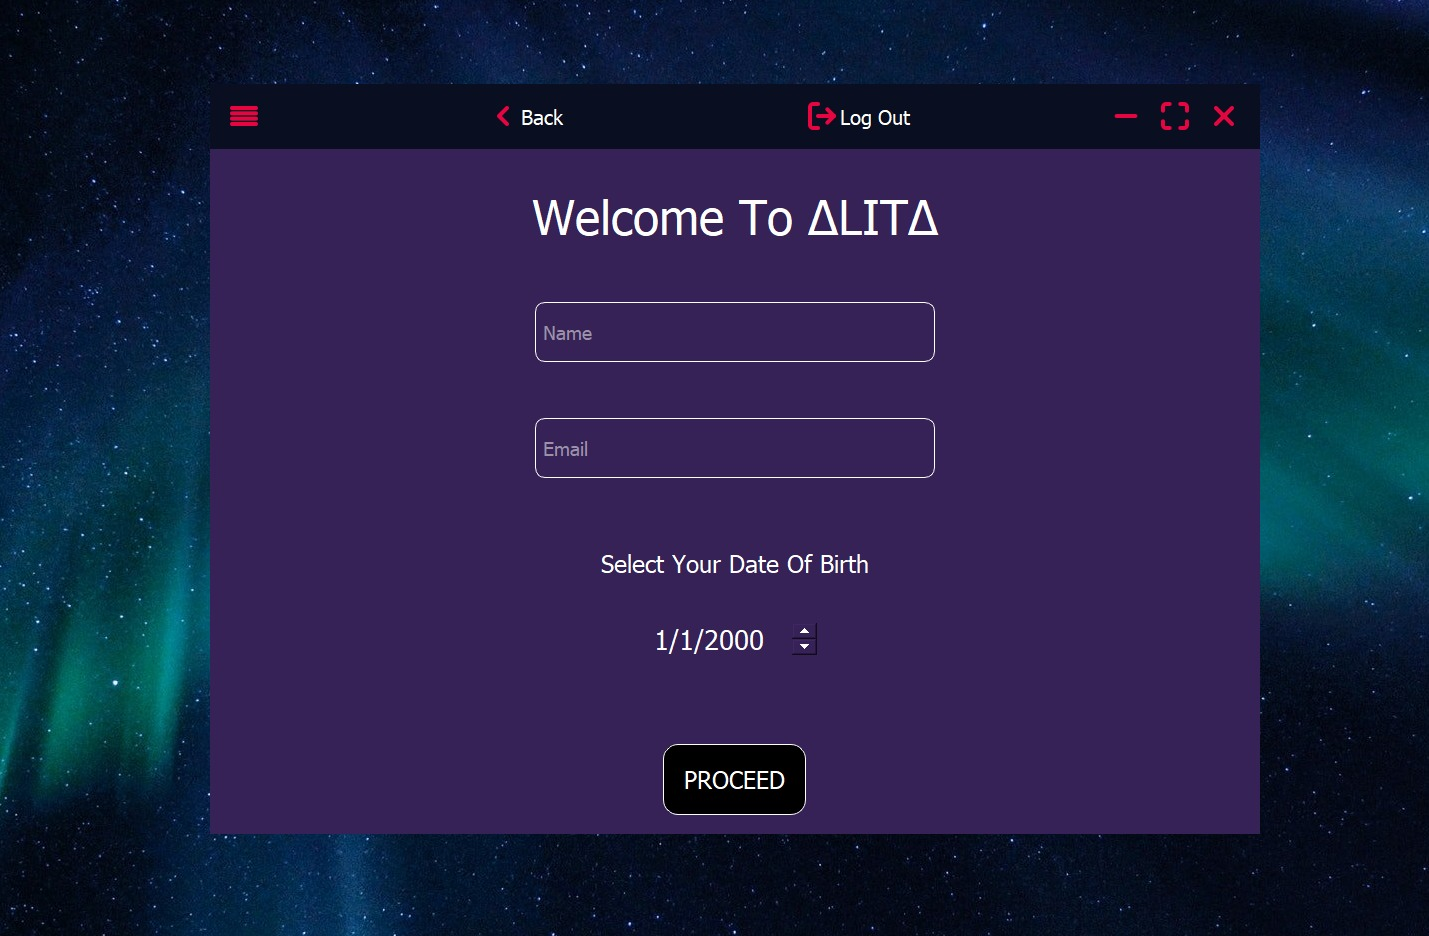 Back
Log Out
Welcome To ΔLITΔ
Name
Email
Select Your Date Of Birth
1/1/2000
PROCEED